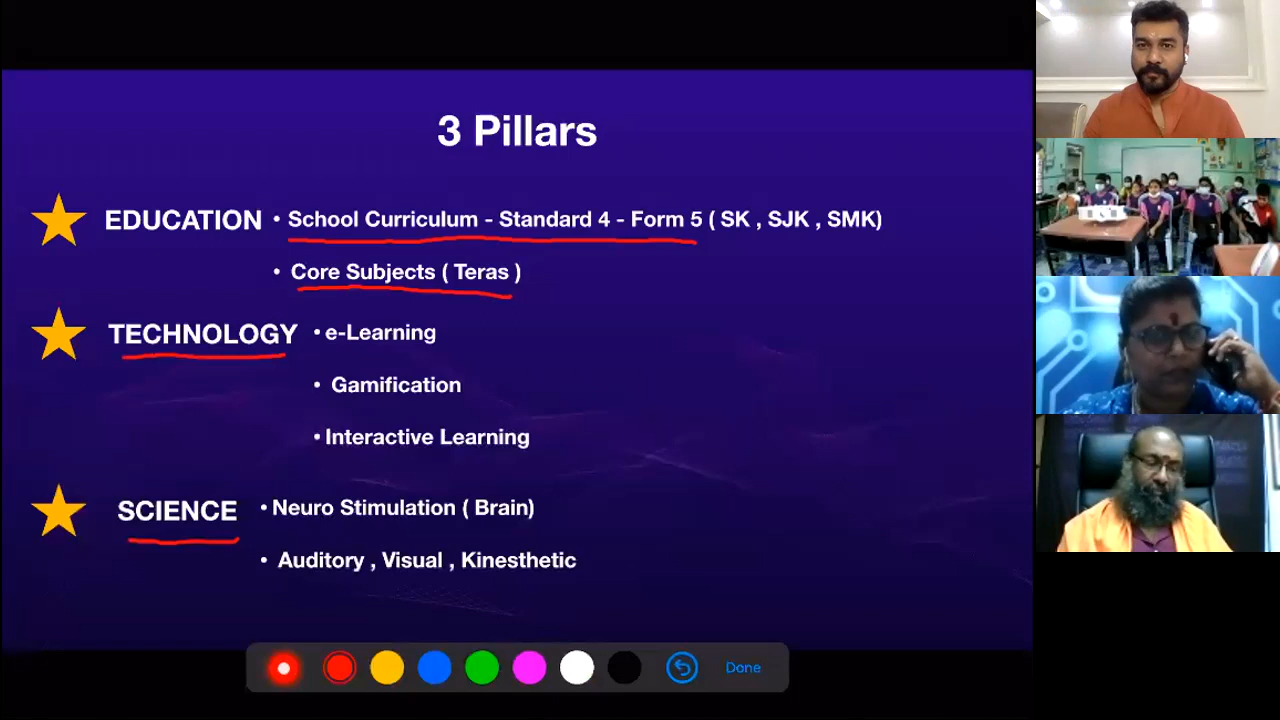 3 Pillars
EDUCATION • School Curriculum - Standard 4 - Form 5 ( SK , SJK , SMK)
• Core Subjects ( Teras )
TECHNOLOGY • e-Learning
• Gamification
• Interactive Learning
SCIENCE • Neuro Stimulation ( Brain)
• Auditory , Visual , Kinesthetic
Done